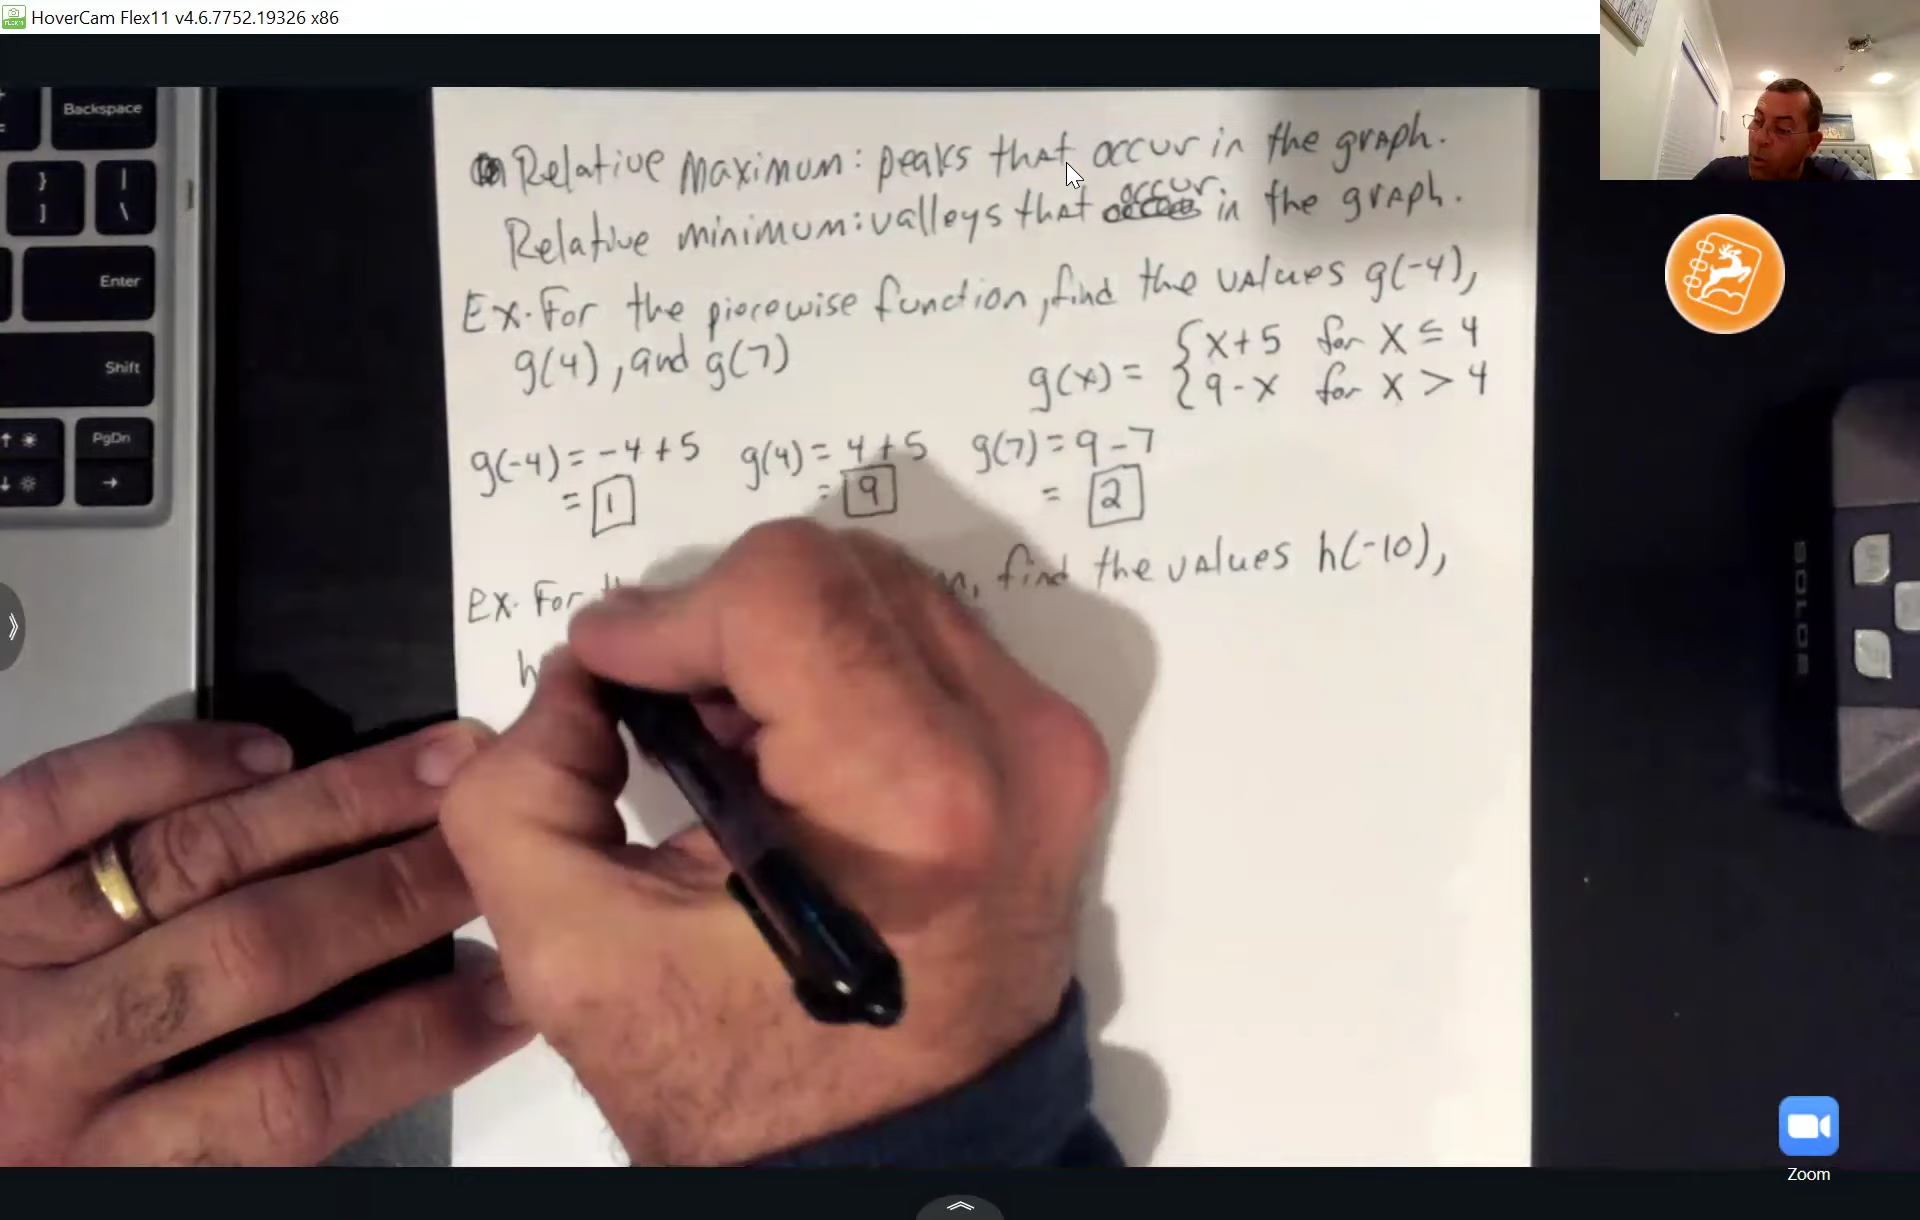 HoverCam Flex11 v4.6.7752.19326 x86
Backspace
}
]
|
\
Enter
Shift
PgDn
Relative maximum: peaks that occur in the graph.
Relative minimum: valleys that occur in the graph.
Ex. For the piecewise function, find the values g(-4),
g(4), and g(7)
g(x) = { x+5 for x ≤ 4
9-x for x > 4
g(-4) = -4+5 g(4) = 4+5 g(7) = 9-7
= 1 = 9 = 2
Ex. For find the values h(-10),
h
SOLOS
Zoom